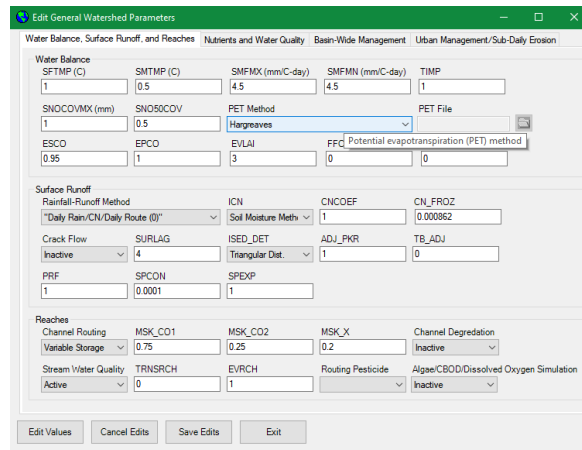 Edit General Watershed Parameters
Water Balance, Surface Runoff, and Reaches Nutrients and Water Quality Basin-Wide Management Urban Management/Sub-Daily Erosion
Water Balance
SFTMP (C) SMTMP (C) SMFMX (mm/C-day) SMFMN (mm/C-day) TIMP
1 0.5 4.5 4.5 1
SNOCOVMX (mm) SNO50COV PET Method PET File
1 0.5 Hargreaves
Potential evapotranspiration (PET) method
ESCO EPCO EVLAI
0.95 1 3 0 0
Surface Runoff
Rainfall-Runoff Method ICN CNCOEF CN_FROZ
"Daily Rain/CN/Daily Route (0)" Soil Moisture 1 0.000862
Crack Flow SURLAG ISED_DET ADJ_PKR TB_ADJ
Inactive 4 Triangular Dist. 1 0
PRF SPCON SPEXP
1 0.0001 1
Reaches
Channel Routing MSK_CO1 MSK_CO2 MSK_X Channel Degredation
Variable Storage 0.75 0.25 0.2 Inactive
Stream Water Quality TRNSRCH EVRCH Routing Pesticide Algae/CBOD/Dissolved Oxygen Simulation
Active 0 1 Inactive
Edit Values Cancel Edits Save Edits Exit